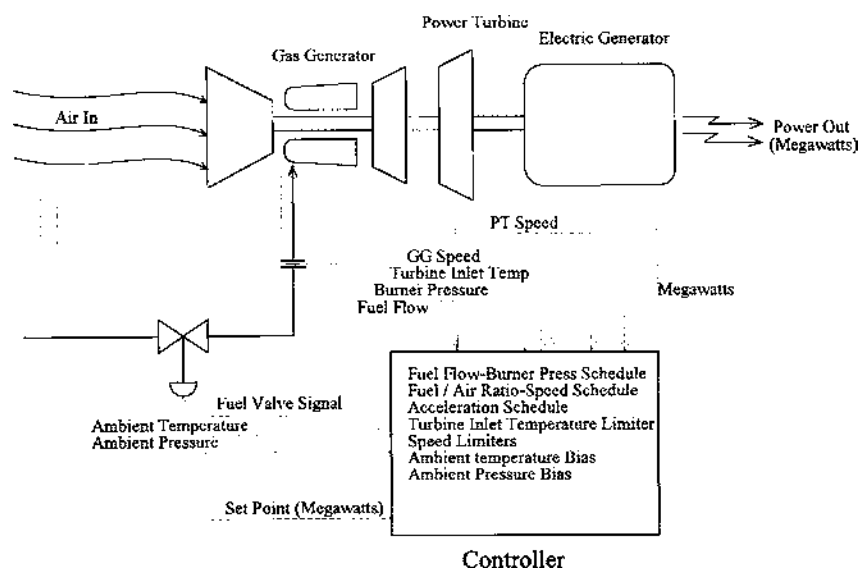 Power Turbine
Electric Generator
Gas Generator
Air In
Power Out
(Megawatts)
PT Speed
GG Speed
Turbine Inlet Temp
Burner Pressure
Megawatts
Fuel Flow
Fuel Flow-Burner Press Schedule
Fuel / Air Ratio-Speed Schedule
Acceleration Schedule
Turbine Inlet Temperature Limiter
Speed Limiters
Ambient temperature Bias
Ambient Pressure Bias
Fuel Valve Signal
Ambient Temperature
Ambient Pressure
Set Point (Megawatts)
Controller